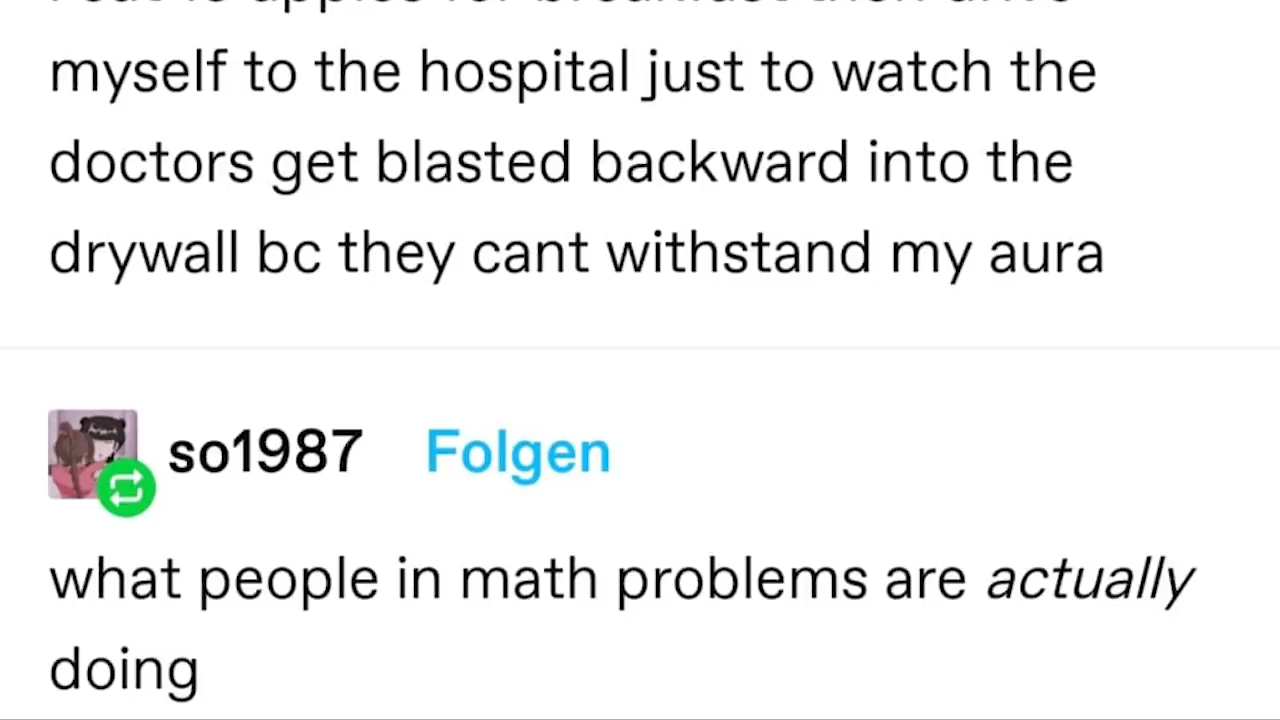 myself to the hospital just to watch the
doctors get blasted backward into the
drywall bc they cant withstand my aura
so1987 Folgen
what people in math problems are actually
doing